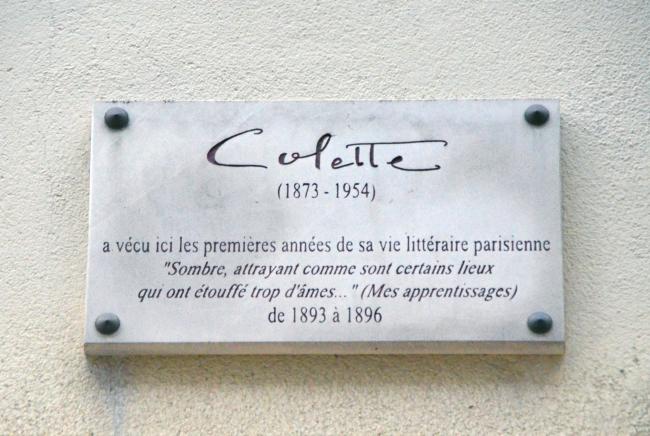 Colette
(1873 - 1954)
a vécu ici les premières années de sa vie littéraire parisienne
"Sombre, attrayant comme sont certains lieux
qui ont étouffé trop d'âmes..." (Mes apprentissages)
de 1893 à 1896